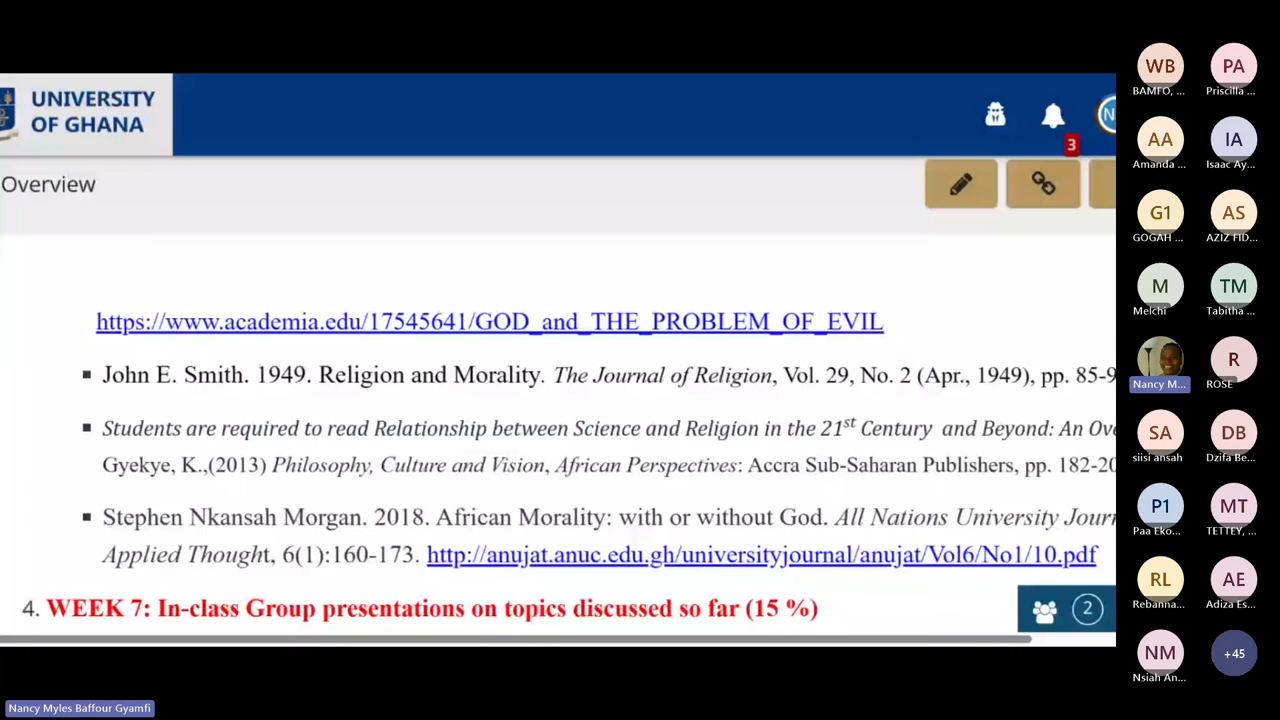 UNIVERSITY
OF GHANA
3
Overview
https://www.academia.edu/17545641/GOD_and_THE_PROBLEM_OF_EVIL
▪ John E. Smith. 1949. Religion and Morality. The Journal of Religion, Vol. 29, No. 2 (Apr., 1949), pp. 85-9
▪ Students are required to read Relationship between Science and Religion in the 21st Century and Beyond: An Ove
Gyekye, K.,(2013) Philosophy, Culture and Vision, African Perspectives: Accra Sub-Saharan Publishers, pp. 182-20
▪ Stephen Nkansah Morgan. 2018. African Morality: with or without God. All Nations University Journ
Applied Thought, 6(1):160-173. http://anujat.anuc.edu.gh/universityjournal/anujat/Vol6/No1/10.pdf
4. WEEK 7: In-class Group presentations on topics discussed so far (15 %)
2
WB PA
BAMFO, ... Priscilla ...
AA IA
Amanda ... Isaac Ay...
G1 AS
GOGAH ... AZIZ FID...
M TM
Melchi Tabitha ...
R
Nancy M... ROSE
SA DB
siisi ansah Dzifa Be...
P1 MT
Paa Eko... TETTEY, ...
RL AE
Rebanna... Adiza Es...
NM +45
Nsiah An...
Nancy Myles Baffour Gyamfi